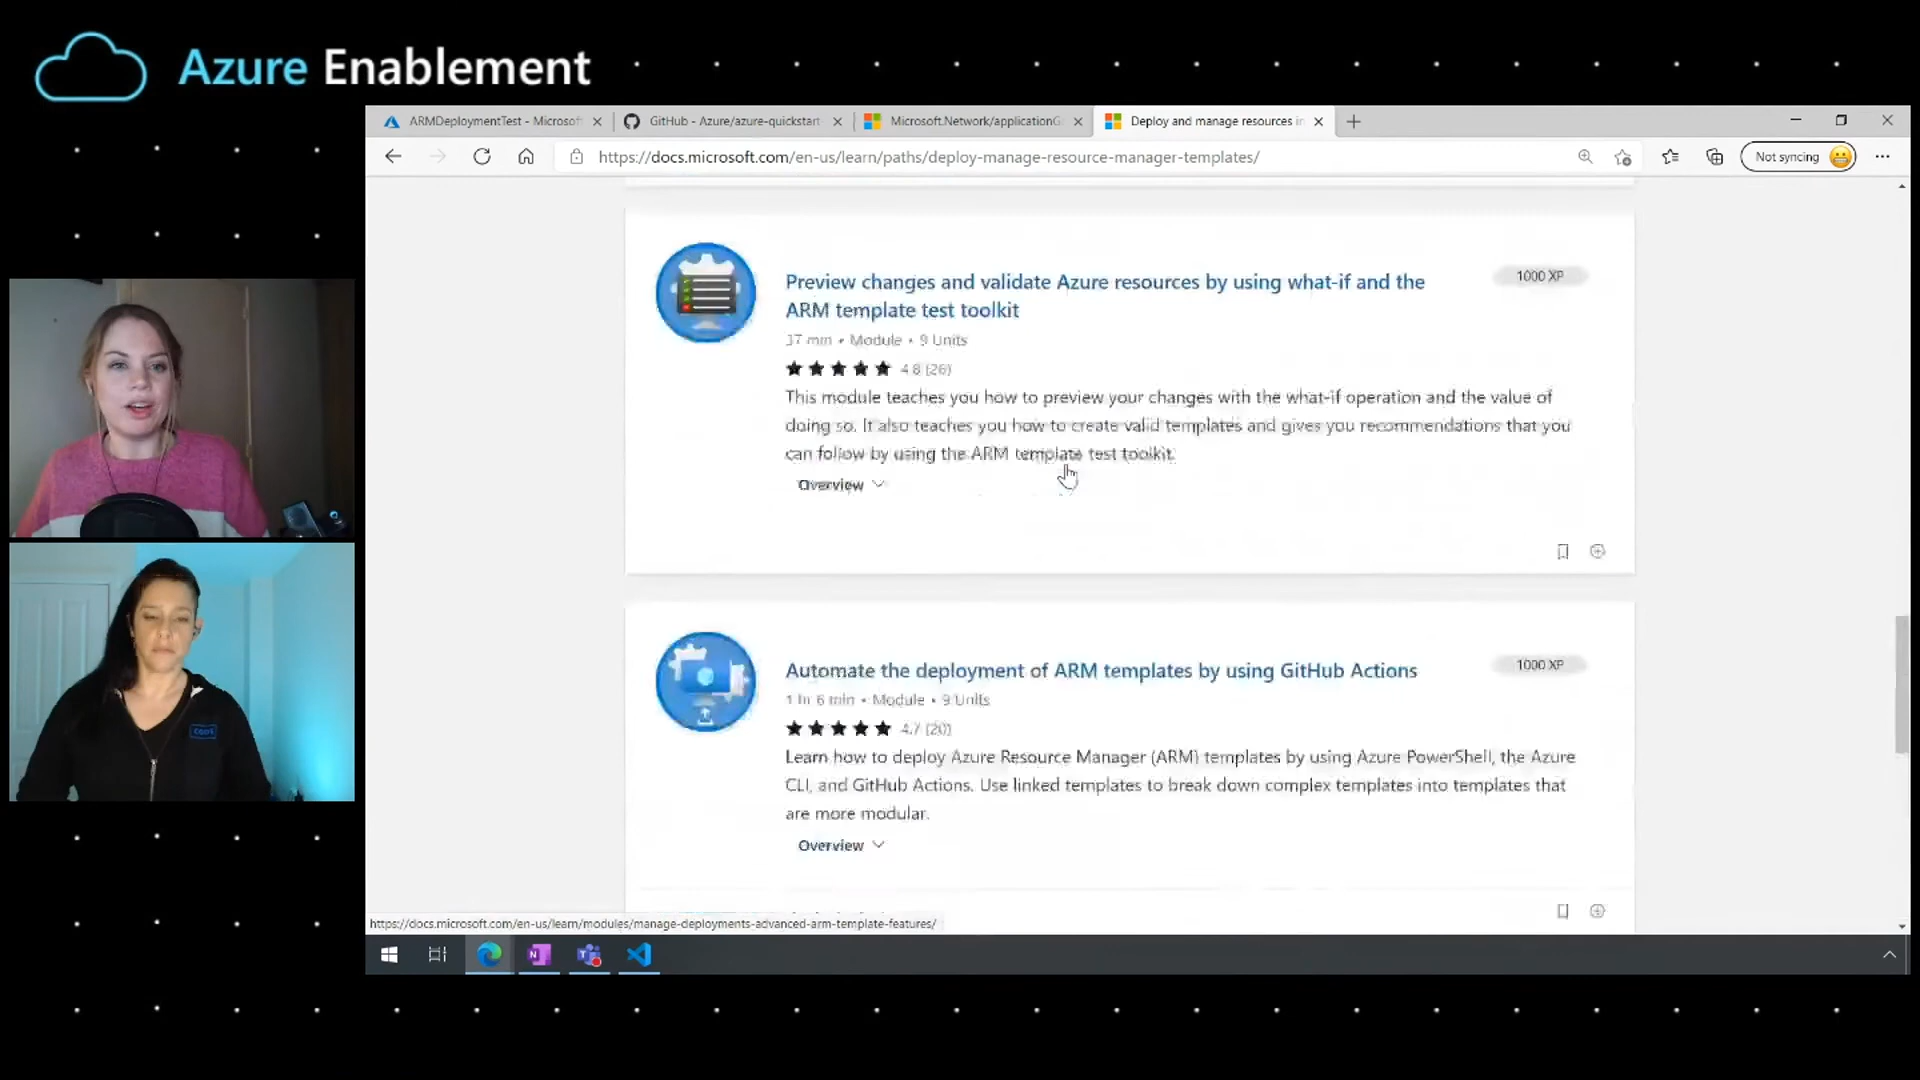 Azure Enablement
ARMDeploymentTest - Microsof
GitHub - Azure/azure-quickstart
Microsoft.Network/applicationG
Deploy and manage resources in
https://docs.microsoft.com/en-us/learn/paths/deploy-manage-resource-manager-templates/
Not syncing
Preview changes and validate Azure resources by using what-if and the
ARM template test toolkit
1000 XP
37 min • Module • 9 Units
4.8 (26)
This module teaches you how to preview your changes with the what-if operation and the value of
doing so. It also teaches you how to create valid templates and gives you recommendations that you
can follow by using the ARM template test toolkit.
Overview
Automate the deployment of ARM templates by using GitHub Actions
1000 XP
1 hr 6 min • Module • 9 Units
4.7 (20)
Learn how to deploy Azure Resource Manager (ARM) templates by using Azure PowerShell, the Azure
CLI, and GitHub Actions. Use linked templates to break down complex templates into templates that
are more modular.
Overview
https://docs.microsoft.com/en-us/learn/modules/manage-deployments-advanced-arm-template-features/